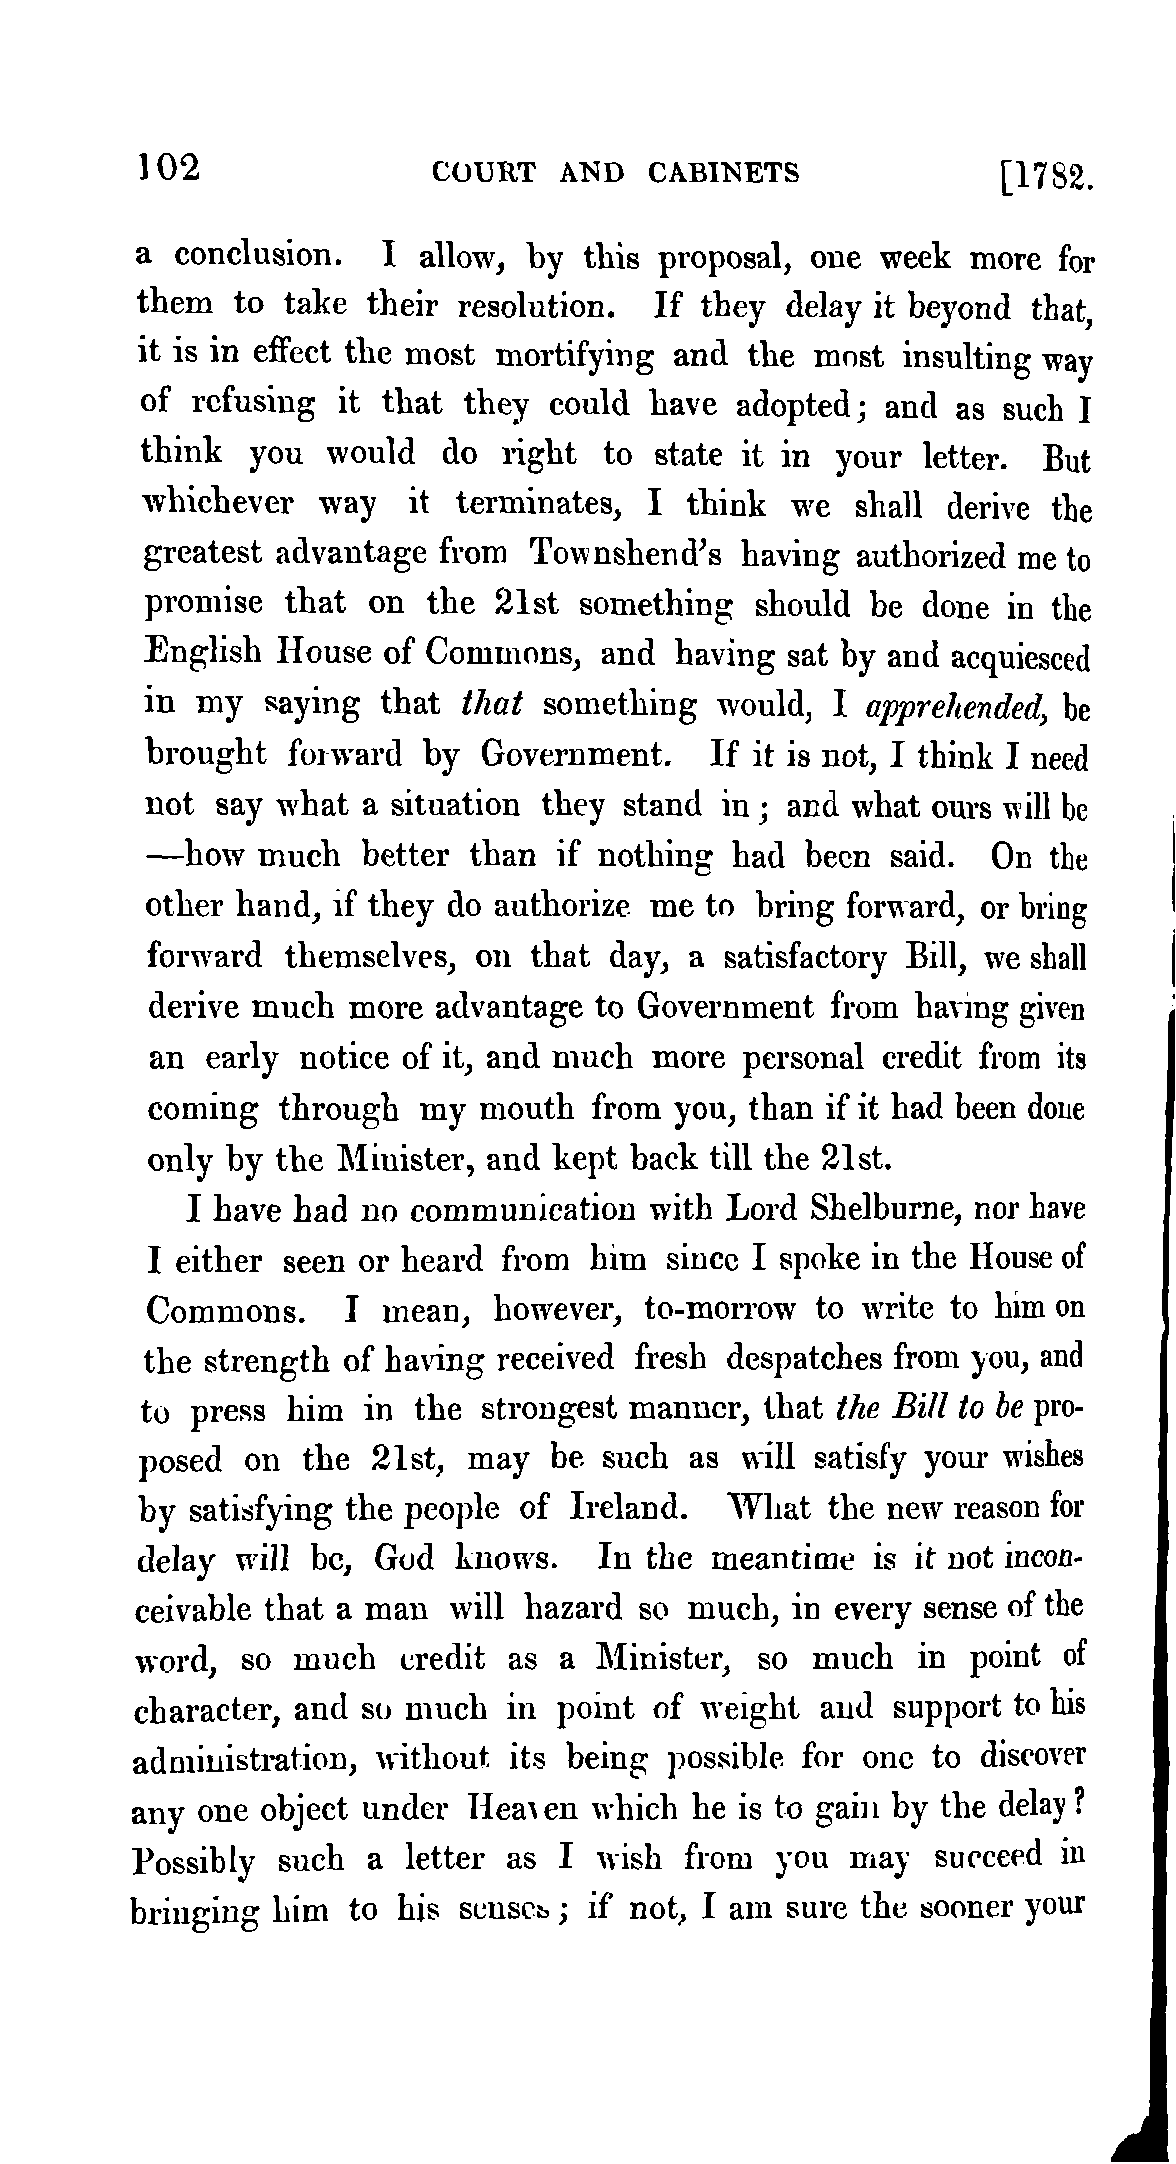 102 COURT AND CABINETS [1782.
a conclusion. I allow, by this proposal, one week more for
them to take their resolution. If they delay it beyond that,
it is in effect the most mortifying and the most insulting way
of refusing it that they could have adopted; and as such I
think you would do right to state it in your letter. But
whichever way it terminates, I think we shall derive the
greatest advantage from Townshend's having authorized me to
promise that on the 21st something should be done in the
English House of Commons, and having sat by and acquiesced
in my saying that that something would, I apprehended, be
brought forward by Government. If it is not, I think I need
not say what a situation they stand in; and what ours will be
—how much better than if nothing had been said. On the
other hand, if they do authorize me to bring forward, or bring
forward themselves, on that day, a satisfactory Bill, we shall
derive much more advantage to Government from having given
an early notice of it, and much more personal credit from its
coming through my mouth from you, than if it had been done
only by the Minister, and kept back till the 21st.
I have had no communication with Lord Shelburne, nor have
I either seen or heard from him since I spoke in the House of
Commons. I mean, however, to-morrow to write to him on
the strength of having received fresh despatches from you, and
to press him in the strongest manner, that the Bill to be pro-
posed on the 21st, may be such as will satisfy your wishes
by satisfying the people of Ireland. What the new reason for
delay will be, God knows. In the meantime is it not incon-
ceivable that a man will hazard so much, in every sense of the
word, so much credit as a Minister, so much in point of
character, and so much in point of weight and support to his
administration, without its being possible for one to discover
any one object under Heaven which he is to gain by the delay?
Possibly such a letter as I wish from you may succeed in
bringing him to his senses; if not, I am sure the sooner your